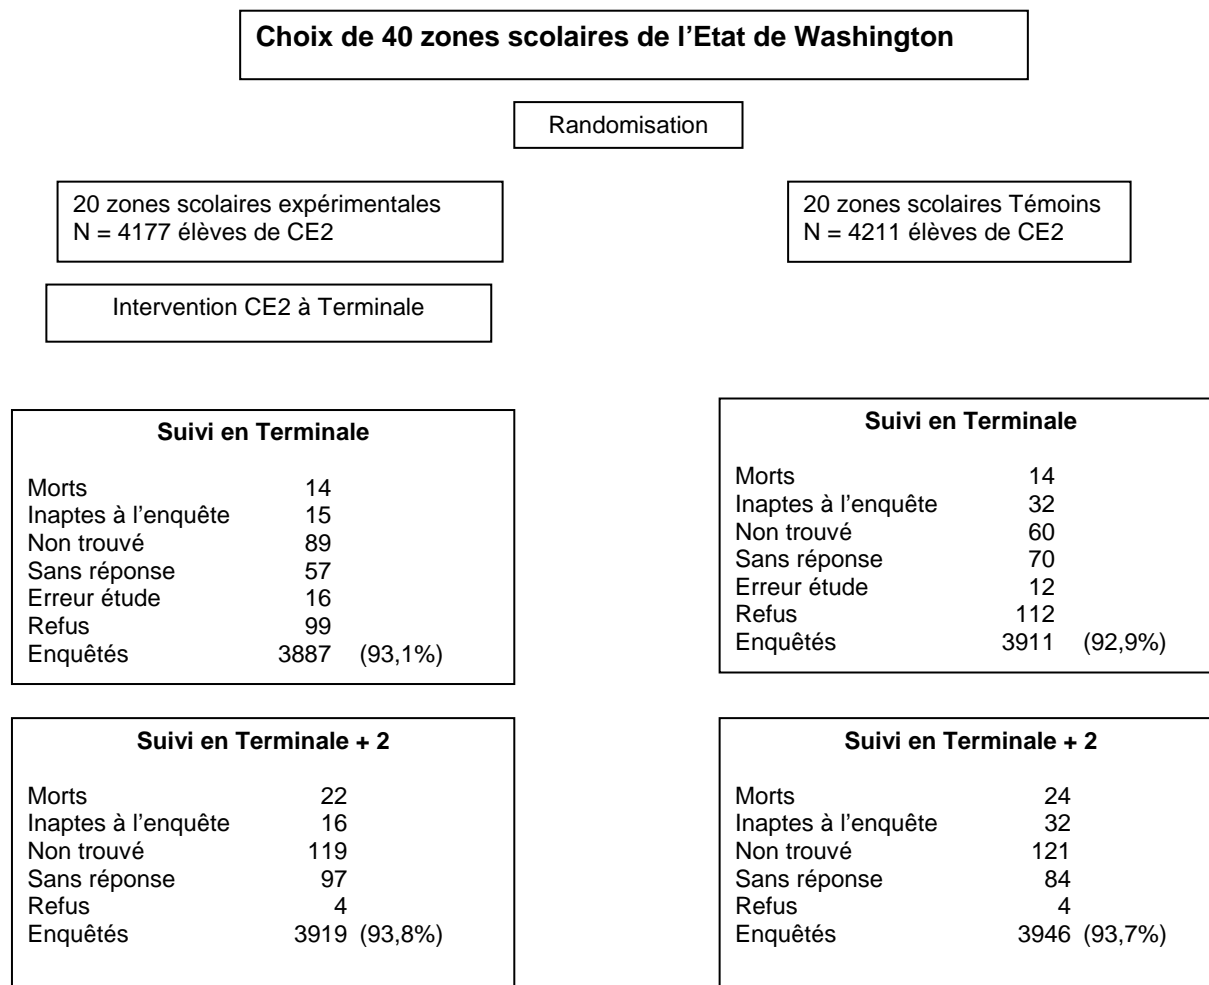 Choix de 40 zones scolaires de l'Etat de Washington
Randomisation
20 zones scolaires expérimentales
N = 4177 élèves de CE2
20 zones scolaires Témoins
N = 4211 élèves de CE2
Intervention CE2 à Terminale
Suivi en Terminale
Morts 14
Inaptes à l'enquête 15
Non trouvé 89
Sans réponse 57
Erreur étude 16
Refus 99
Enquêtés 3887 (93,1%)
Suivi en Terminale
Morts 14
Inaptes à l'enquête 32
Non trouvé 60
Sans réponse 70
Erreur étude 12
Refus 112
Enquêtés 3911 (92,9%)
Suivi en Terminale + 2
Morts 22
Inaptes à l'enquête 16
Non trouvé 119
Sans réponse 97
Refus 4
Enquêtés 3919 (93,8%)
Suivi en Terminale + 2
Morts 24
Inaptes à l'enquête 32
Non trouvé 121
Sans réponse 84
Refus 4
Enquêtés 3946 (93,7%)